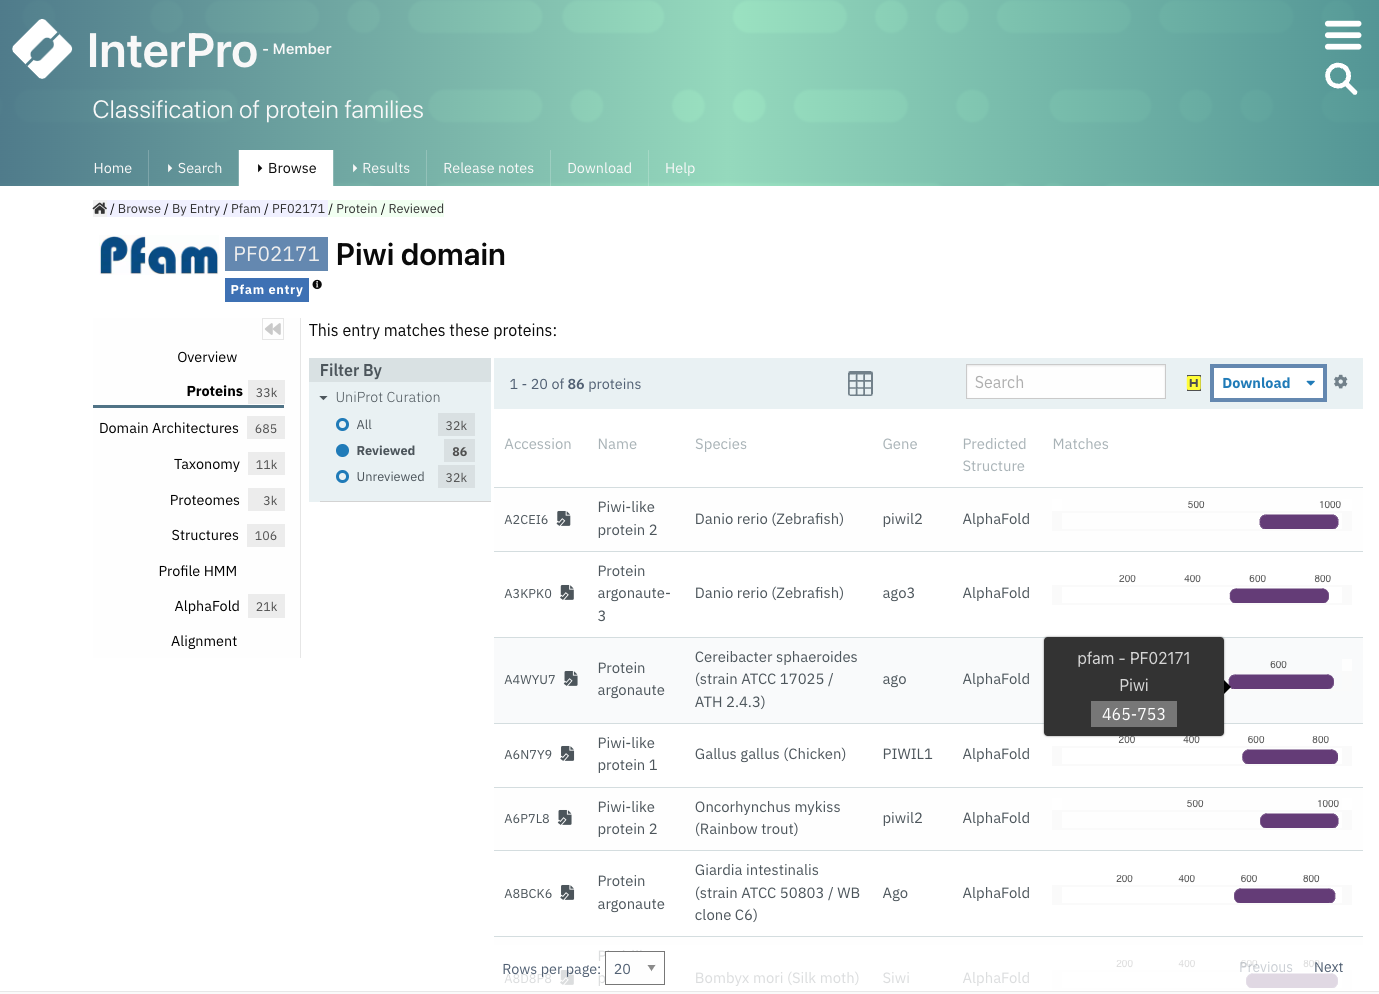 InterPro - Member
Classification of protein families
Home Search Browse Results Release notes Download Help
/ Browse / By Entry / Pfam / PF02171 / Protein / Reviewed
Pfam PF02171 Piwi domain
Pfam entry
Overview
Proteins 33k
Domain Architectures 685
Taxonomy 11k
Proteomes 3k
Structures 106
Profile HMM
AlphaFold 21k
Alignment
This entry matches these proteins:
Filter By
UniProt Curation
All 32k
Reviewed 86
Unreviewed 32k
1 - 20 of 86 proteins Search H Download
Accession Name Species Gene Predicted Matches
Structure
500 1000
Piwi-like
A2CEI6 Danio rerio (Zebrafish) piwil2 AlphaFold
protein 2
Protein 200 400 600 800
A3KPK0 argonaute- Danio rerio (Zebrafish) ago3 AlphaFold
3
Cereibacter sphaeroides pfam - PF02171
Protein 600
A4WYU7 (strain ATCC 17025 / ago AlphaFold Piwi
argonaute
ATH 2.4.3) 465-753
Piwi-like 200 400 600 800
A6N7Y9 Gallus gallus (Chicken) PIWIL1 AlphaFold
protein 1
Piwi-like Oncorhynchus mykiss 500 1000
A6P7L8 piwil2 AlphaFold
protein 2 (Rainbow trout)
Giardia intestinalis 200 400 600 800
Protein
A8BCK6 (strain ATCC 50803 / WB Ago AlphaFold
argonaute
clone C6)
200 400 600 800
Rows per page: 20 Previous Next
A8D8P8 Bombyx mori (Silk moth) Siwi AlphaFold